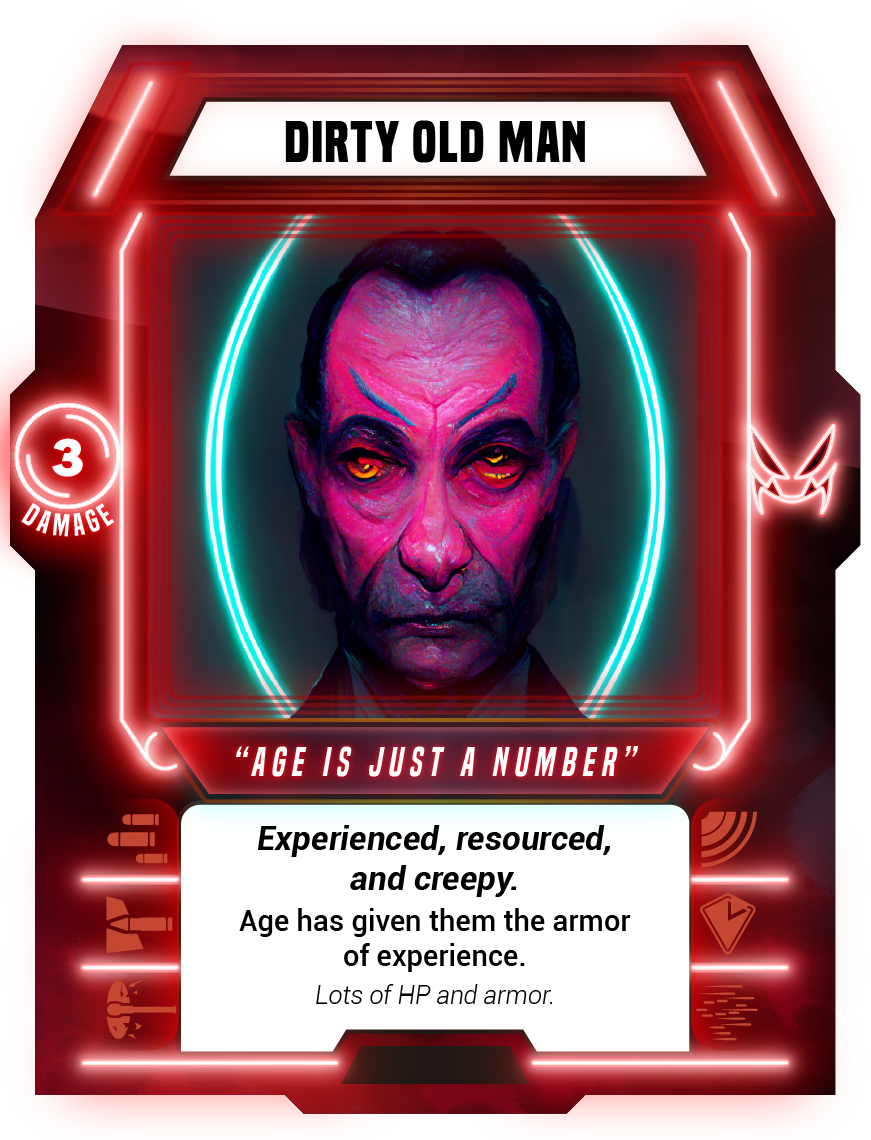 DIRTY OLD MAN
3
DAMAGE
“AGE IS JUST A NUMBER”
Experienced, resourced,
and creepy.
Age has given them the armor
of experience.
Lots of HP and armor.